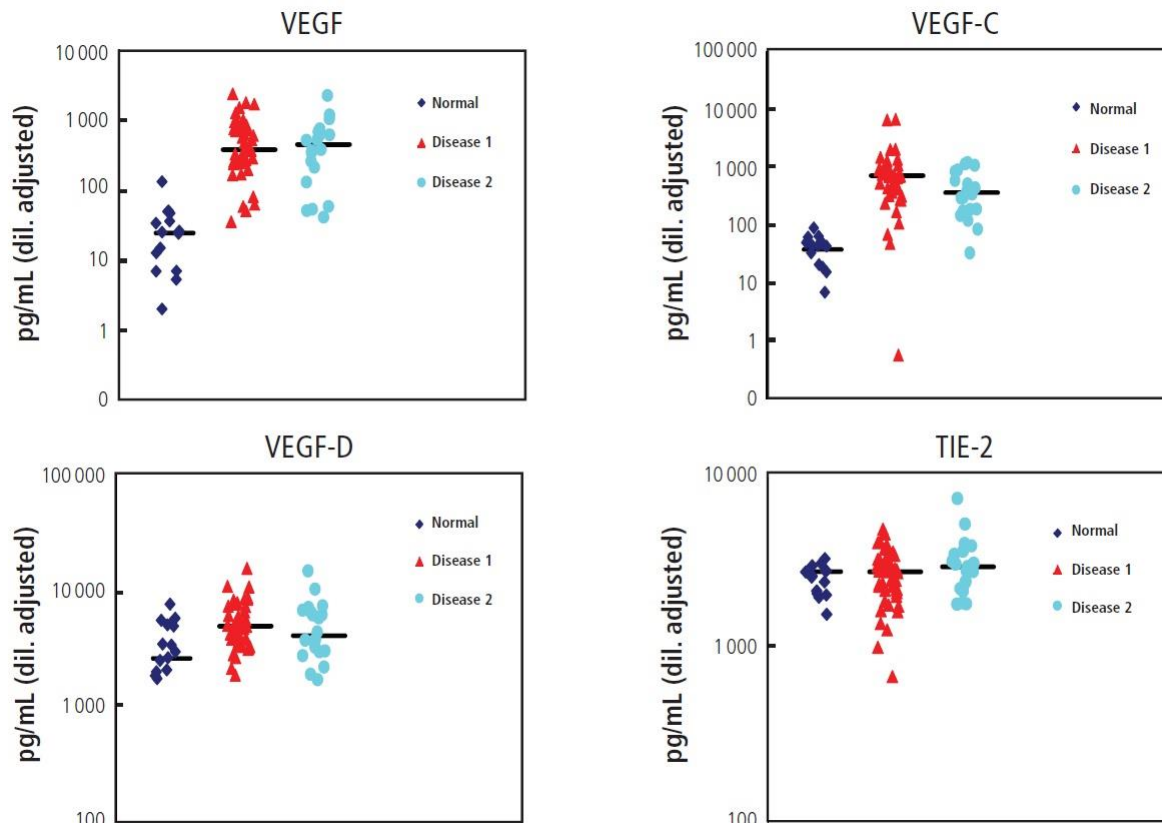 VEGF
pg/mL (dil. adjusted)
10 000
1 000
100
10
1
0
Normal
Disease 1
Disease 2
VEGF-C
pg/mL (dil. adjusted)
100 000
10 000
1000
100
10
1
0
Normal
Disease 1
Disease 2
VEGF-D
pg/mL (dil. adjusted)
100 000
10 000
1 000
100
Normal
Disease 1
Disease 2
TIE-2
pg/mL (dil. adjusted)
10 000
1 000
100
Normal
Disease 1
Disease 2